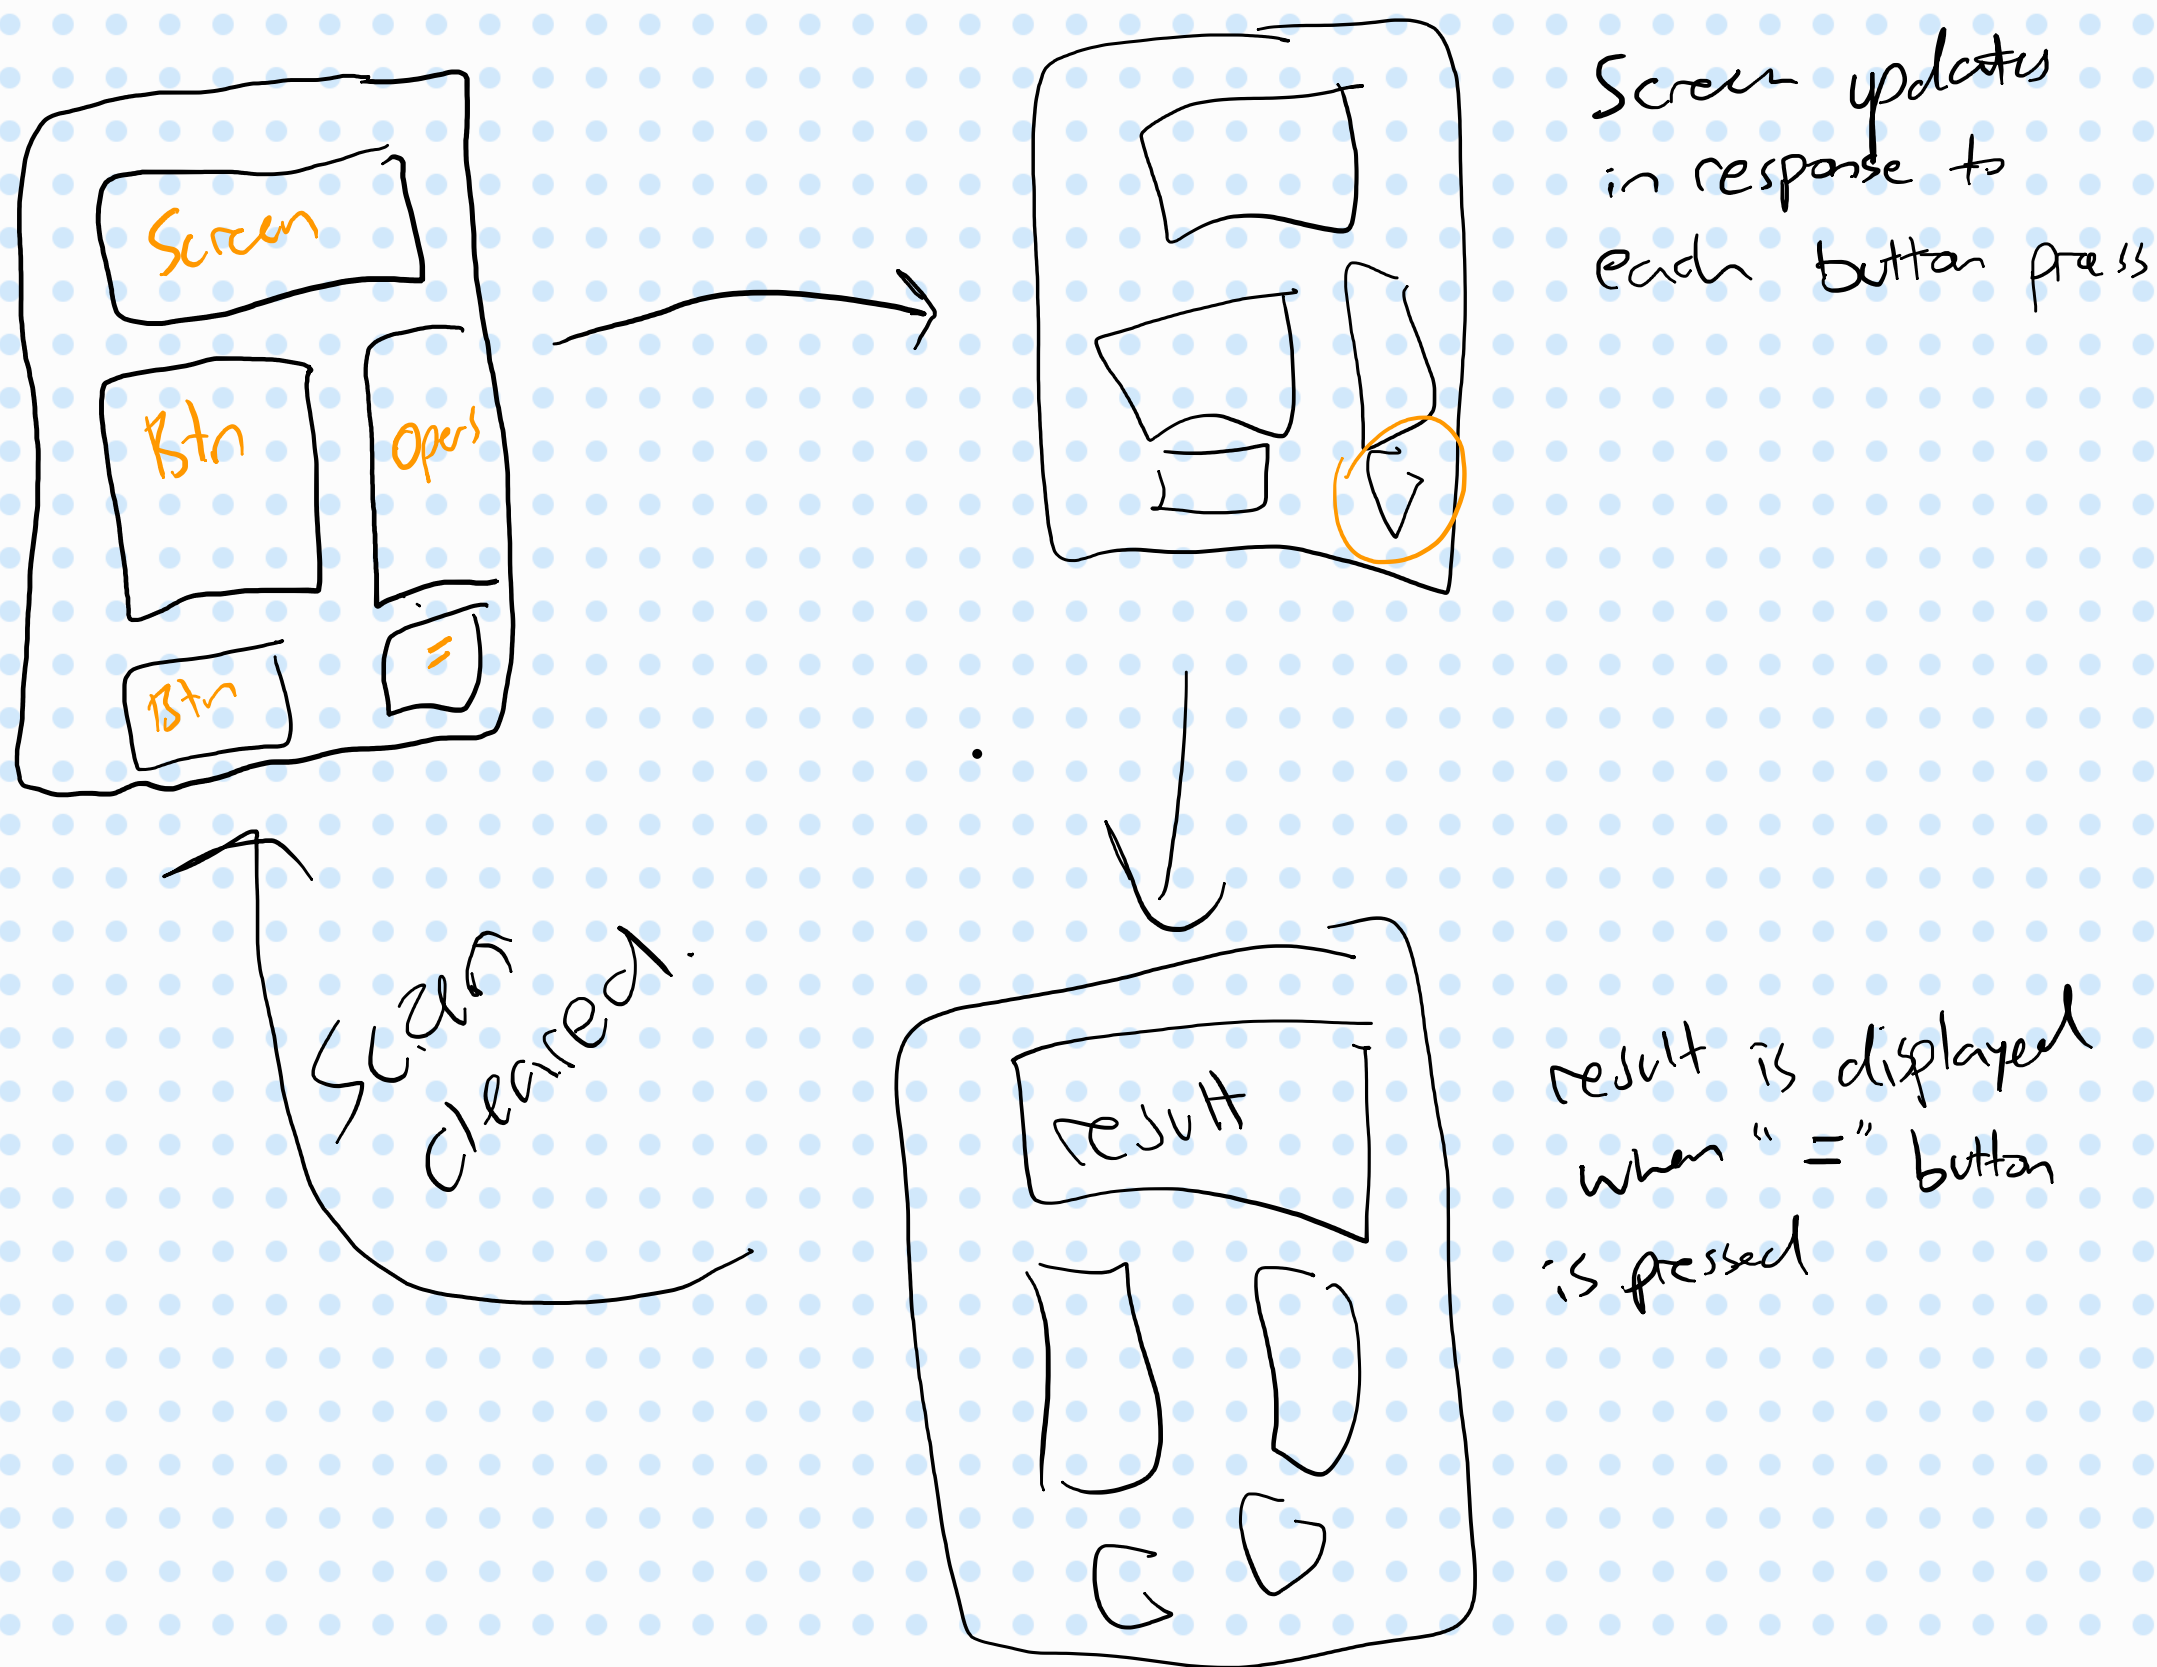 Screen
Btn
oper
Btn
=
Screen updates
in response to
each button press
Screen
cleared.
result
result is displayed
when "=" button
is pressed